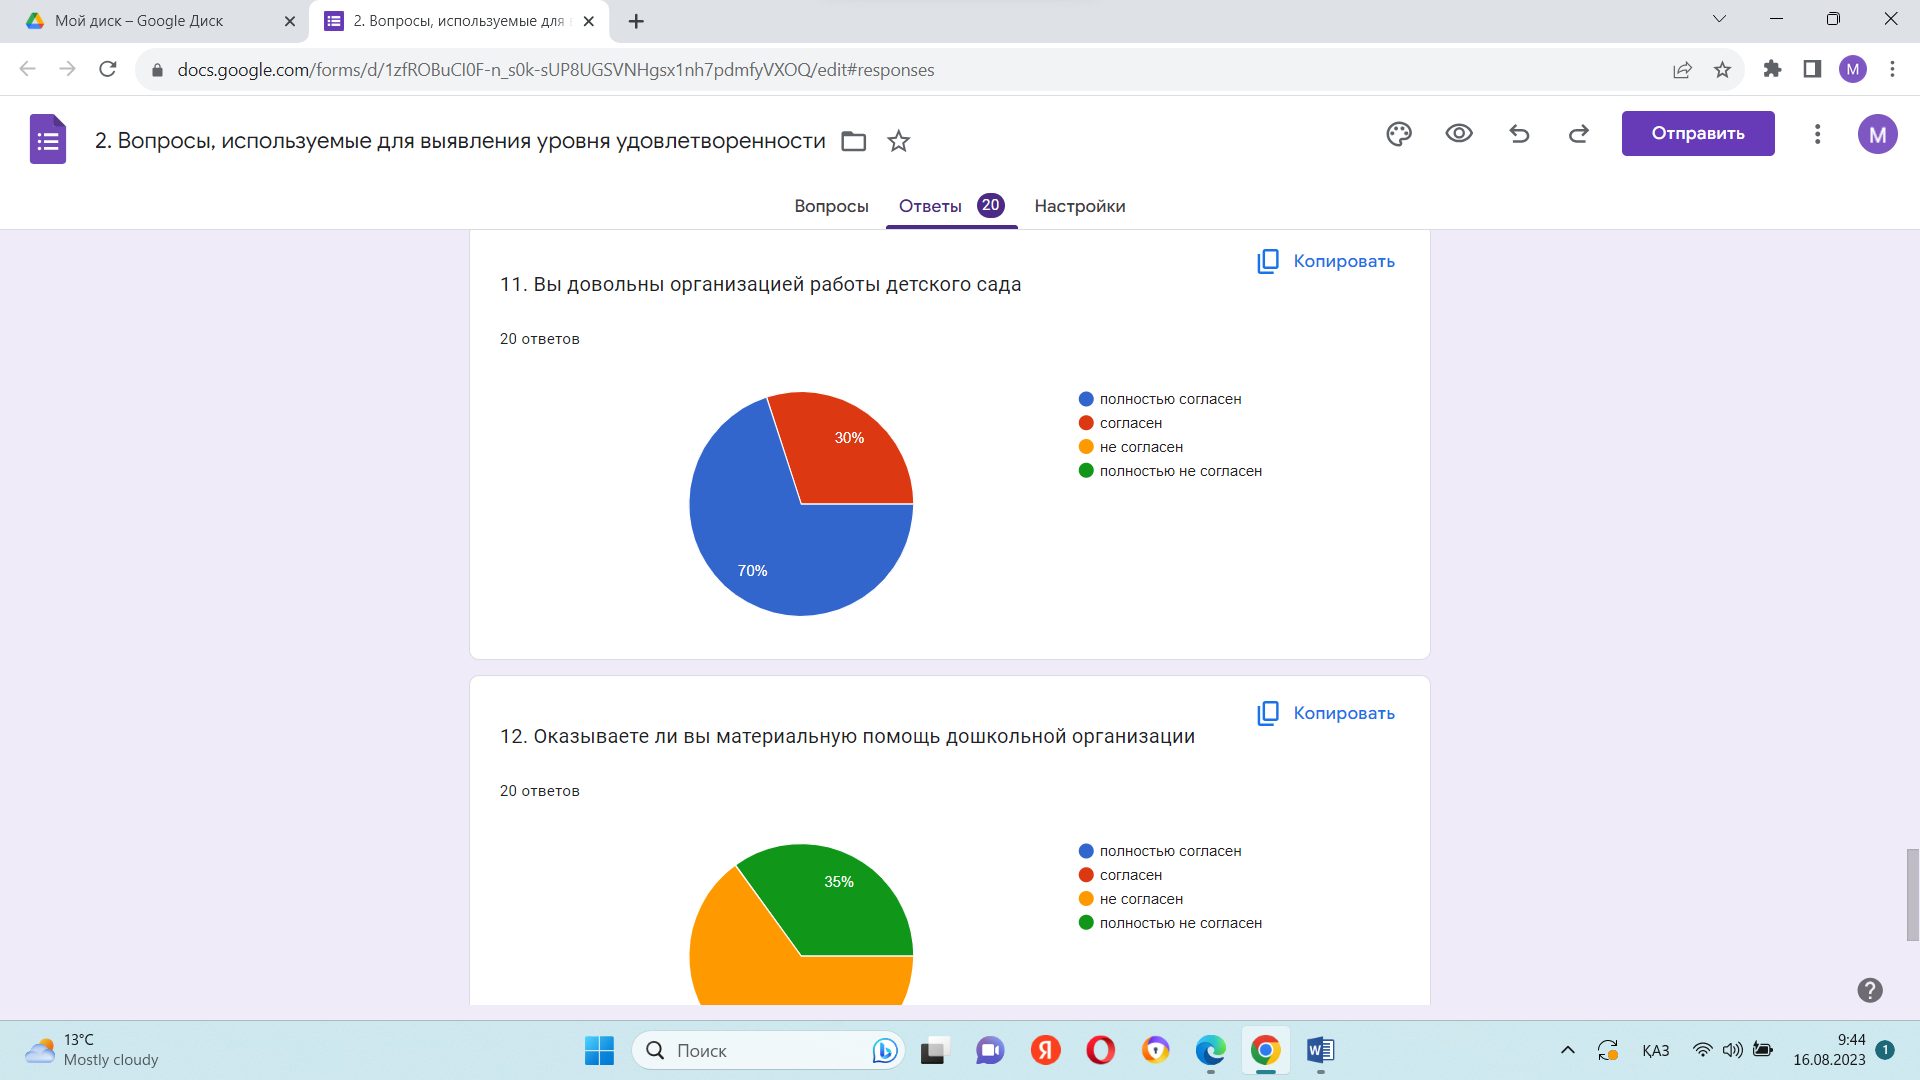 Мой диск – Google Диск
2. Вопросы, используемые для
docs.google.com/forms/d/1zfROBuCI0F-n_s0k-sUP8UGSVNHgsx1nh7pdmfyVXOQ/edit#responses
M
2. Вопросы, используемые для выявления уровня удовлетворенности
Отправить
M
Вопросы
Ответы 20
Настройки
Копировать
11. Вы довольны организацией работы детского сада
20 ответов
полностью согласен
согласен
не согласен
полностью не согласен
30%
70%
Копировать
12. Оказываете ли вы материальную помощь дошкольной организации
20 ответов
полностью согласен
согласен
не согласен
полностью не согласен
35%
13°C
Mostly cloudy
Поиск
ҚАЗ
9:44
16.08.2023
1